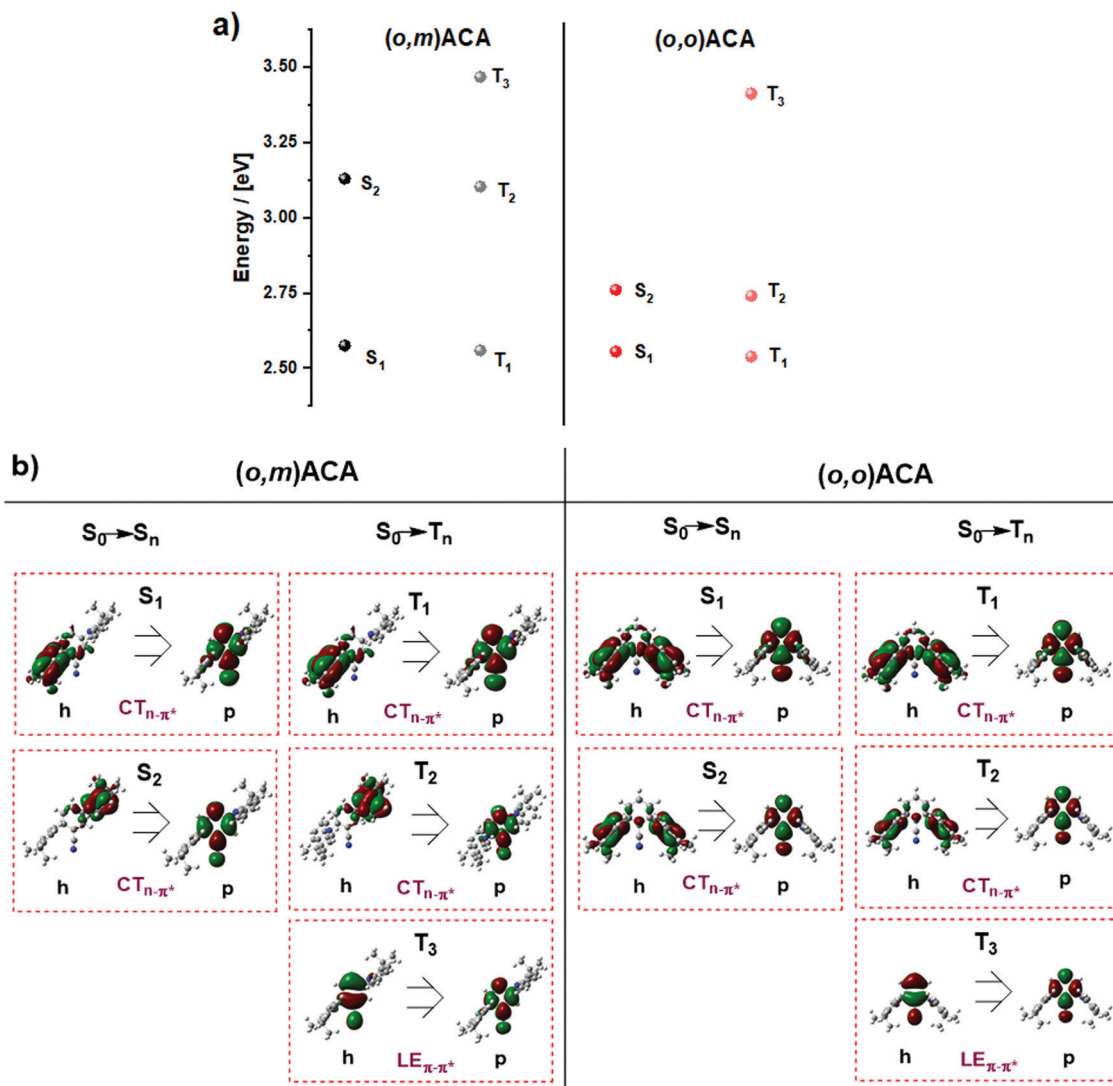 a)
(o,m)ACA
(o,o)ACA
Energy / [eV]
3.50
3.25
3.00
2.75
2.50
T3
S2
T2
S1
T1
T3
S2
T2
S1
T1
b)
(o,m)ACA
(o,o)ACA
S0→Sn
S0→Tn
S0→Sn
S0→Tn
S1
h CTn-π* p
T1
h CTn-π* p
S1
h CTn-π* p
T1
h CTn-π* p
S2
h CTn-π* p
T2
h CTn-π* p
S2
h CTn-π* p
T2
h CTn-π* p
T3
h LEπ-π* p
T3
h LEπ-π* p